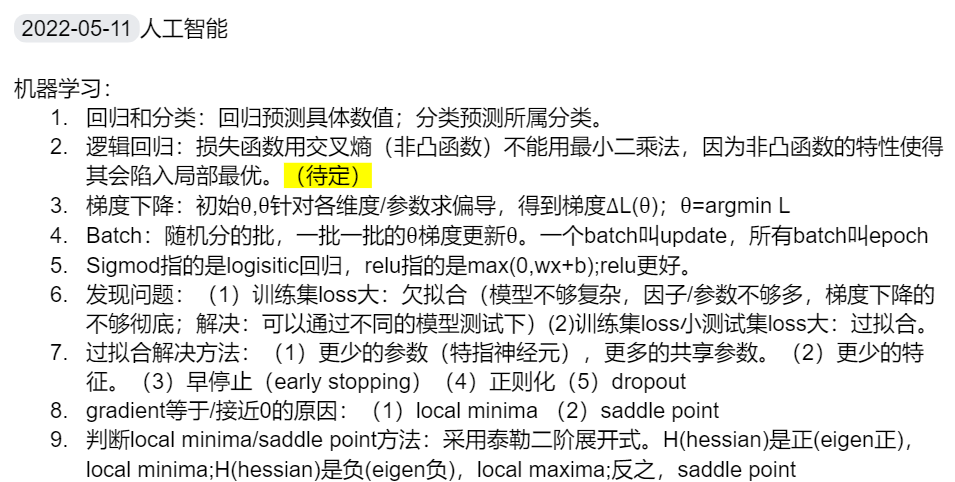 2022-05-11 人工智能
机器学习：
1. 回归和分类：回归预测具体数值；分类预测所属分类。
2. 逻辑回归：损失函数用交叉熵（非凸函数）不能用最小二乘法，因为非凸函数的特性使得
其会陷入局部最优。（待定）
3. 梯度下降：初始θ,θ针对各维度/参数求偏导，得到梯度ΔL(θ)；θ=argmin L
4. Batch：随机分的批，一批一批的θ梯度更新θ。一个batch叫update，所有batch叫epoch
5. Sigmod指的是logisitic回归，relu指的是max(0,wx+b);relu更好。
6. 发现问题：（1）训练集loss大：欠拟合（模型不够复杂，因子/参数不够多，梯度下降的
不够彻底；解决：可以通过不同的模型测试下）(2)训练集loss小测试集loss大：过拟合。
7. 过拟合解决方法：（1）更少的参数（特指神经元），更多的共享参数。（2）更少的特
征。（3）早停止（early stopping）（4）正则化（5）dropout
8. gradient等于/接近0的原因：（1）local minima （2）saddle point
9. 判断local minima/saddle point方法：采用泰勒二阶展开式。H(hessian)是正(eigen正)，
local minima;H(hessian)是负(eigen负)，local maxima;反之，saddle point